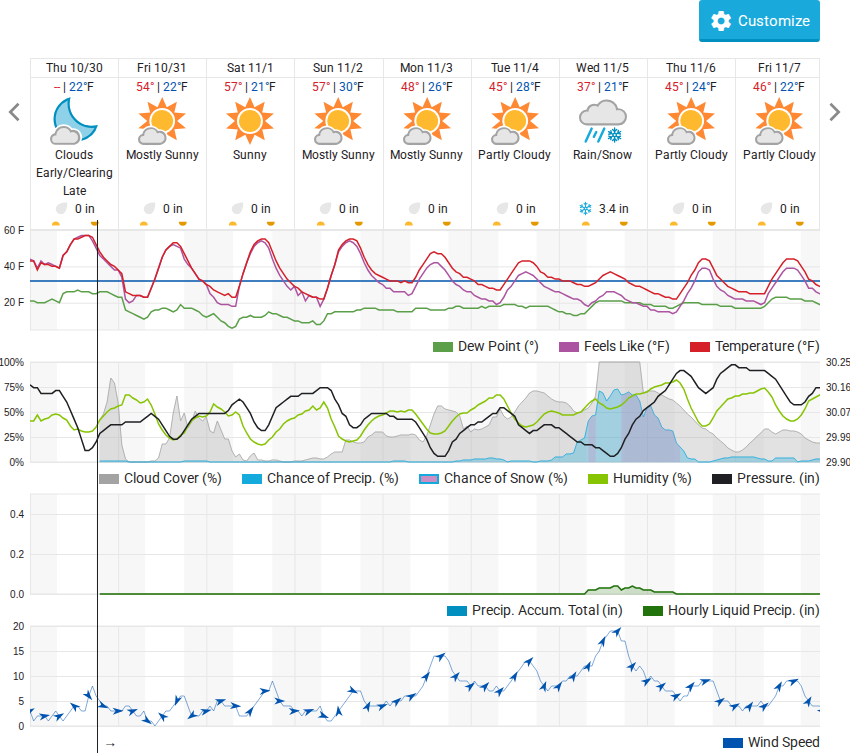 Customize
Thu 10/30 Fri 10/31 Sat 11/1 Sun 11/2 Mon 11/3 Tue 11/4 Wed 11/5 Thu 11/6 Fri 11/7
– | 22°F 54° | 22°F 57° | 21°F 57° | 30°F 48° | 26°F 45° | 28°F 37° | 21°F 45° | 24°F 46° | 22°F
Clouds Early/Clearing Late Mostly Sunny Sunny Mostly Sunny Mostly Sunny Partly Cloudy Rain/Snow Partly Cloudy Partly Cloudy
0 in 0 in 0 in 0 in 0 in 0 in 3.4 in 0 in 0 in
60 F
40 F
20 F
Dew Point (°) Feels Like (°F) Temperature (°F)
100% 30.25
75% 30.16
50% 30.07
25% 29.99
0% 29.90
Cloud Cover (%) Chance of Precip. (%) Chance of Snow (%) Humidity (%) Pressure. (in)
0.4
0.2
0.0
Precip. Accum. Total (in) Hourly Liquid Precip. (in)
20
15
10
5
0
→
Wind Speed